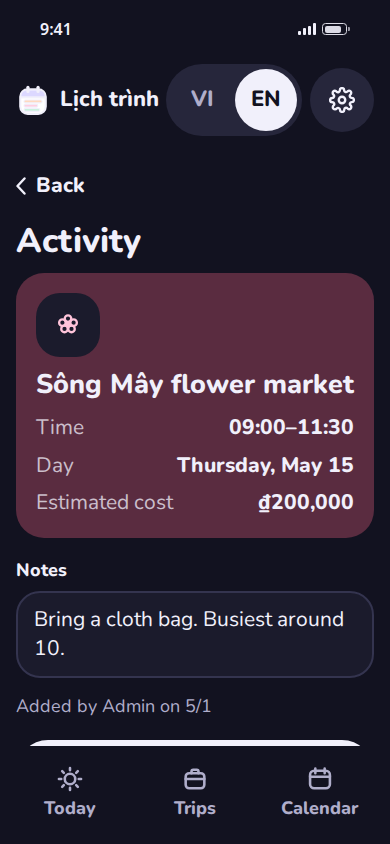 9:41
Lịch trình
VI
EN
Back
Activity
Sông Mây flower market
Time
09:00–11:30
Day
Thursday, May 15
Estimated cost
₫200,000
Notes
Bring a cloth bag. Busiest around
10.
Added by Admin on 5/1
Today
Trips
Calendar